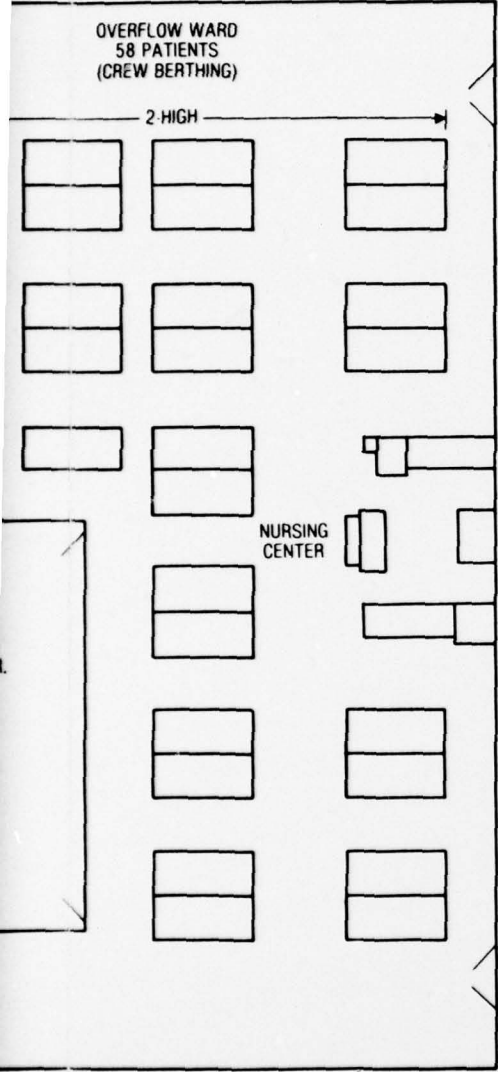 OVERFLOW WARD
58 PATIENTS
(CREW BERTHING)
2-HIGH
NURSING
CENTER